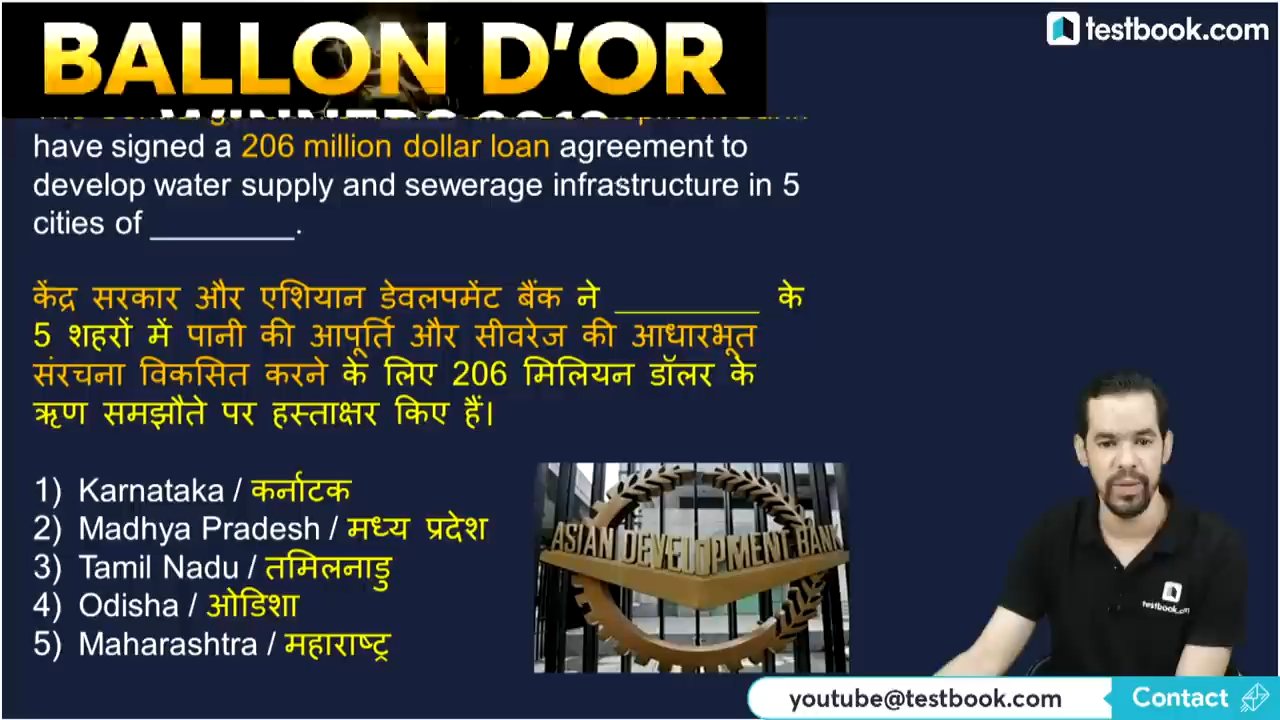 BALLON D'OR
testbook.com
have signed a 206 million dollar loan agreement to
develop water supply and sewerage infrastructure in 5
cities of ________.
केंद्र सरकार और एशियान डेवलपमेंट बैंक ने ________ के
5 शहरों में पानी की आपूर्ति और सीवरेज की आधारभूत
संरचना विकसित करने के लिए 206 मिलियन डॉलर के
ऋण समझौते पर हस्ताक्षर किए हैं।
1) Karnataka / कर्नाटक
2) Madhya Pradesh / मध्य प्रदेश
3) Tamil Nadu / तमिलनाडु
4) Odisha / ओडिशा
5) Maharashtra / महाराष्ट्र
ASIAN DEVELOPMENT BANK
testbook.com
youtube@testbook.com
Contact